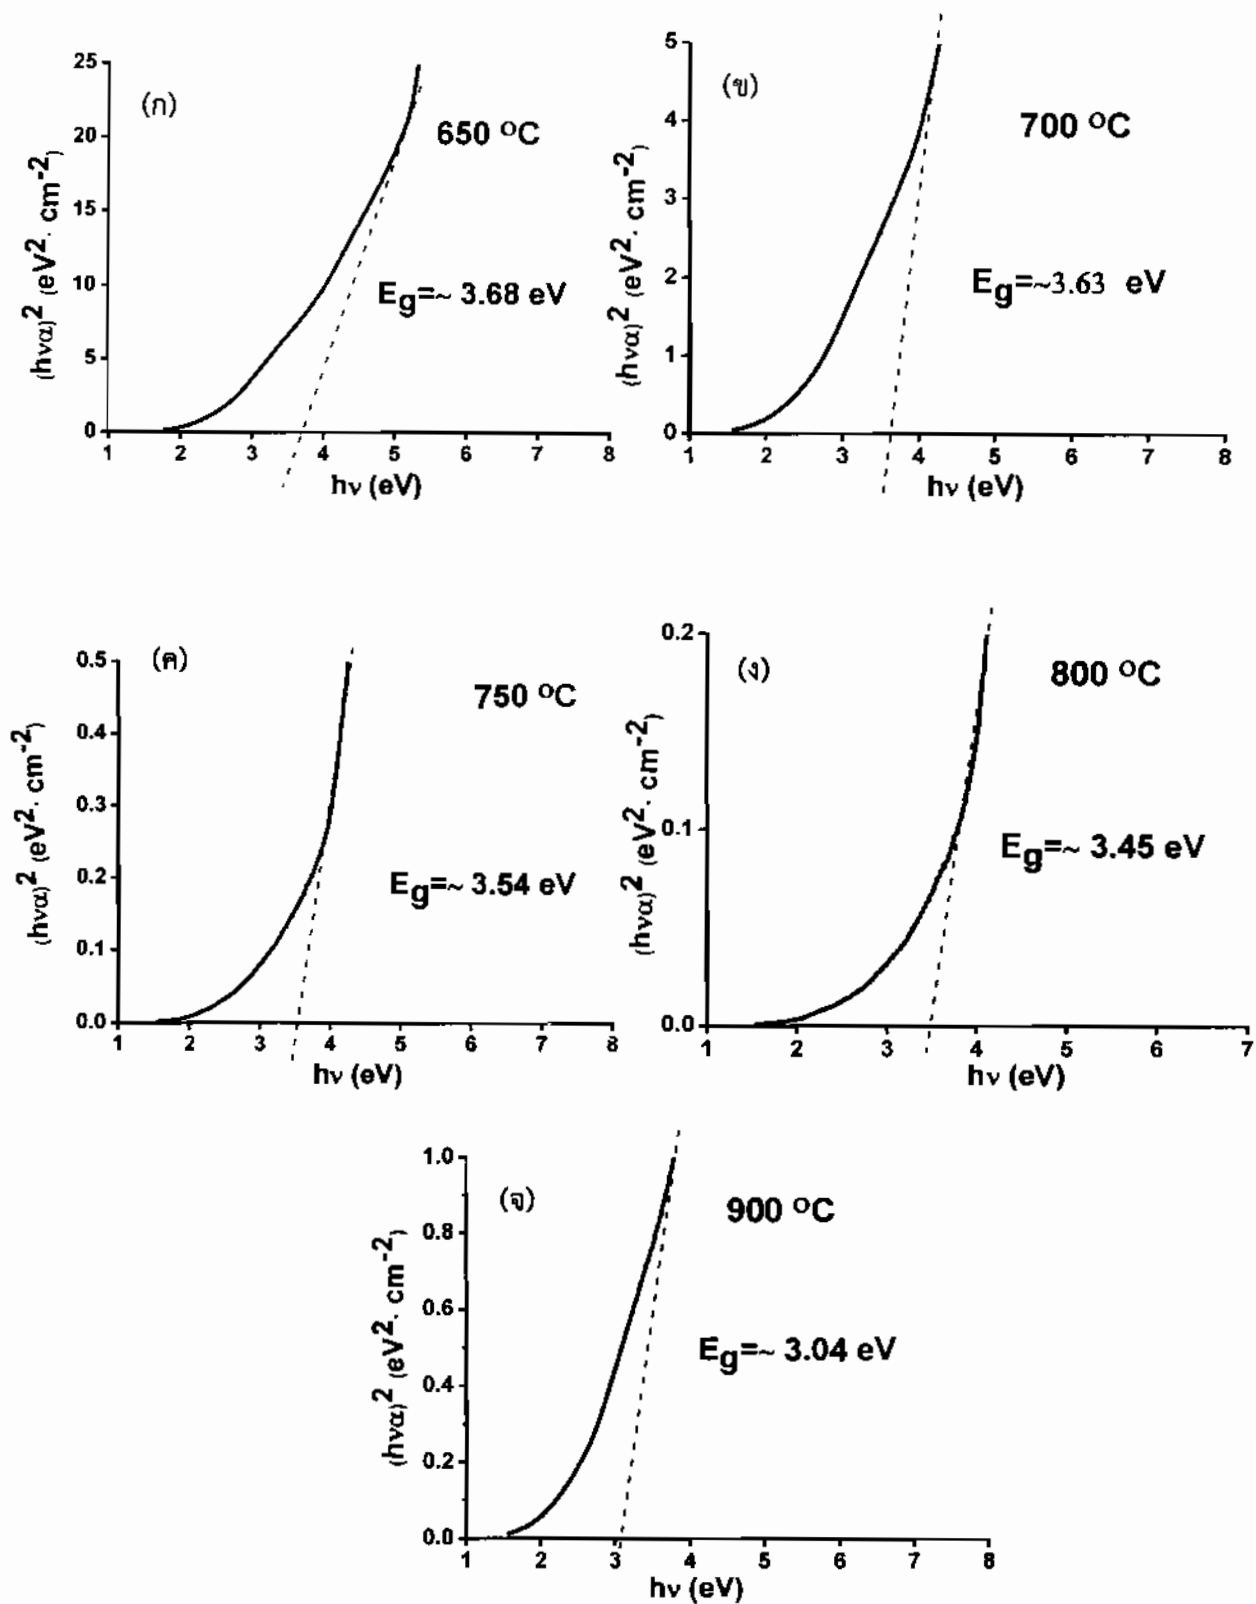 (ก)
650 °C
E_g=~ 3.68 eV
(hνα)² (eV²· cm⁻²)
25
20
15
10
5
0
1 2 3 4 5 6 7 8
hν (eV)
(ข)
700 °C
E_g=~3.63 eV
(hνα)² (eV²· cm⁻²)
5
4
3
2
1
0
1 2 3 4 5 6 7 8
hν (eV)
(ค)
750 °C
E_g=~ 3.54 eV
(hνα)² (eV²· cm⁻²)
0.5
0.4
0.3
0.2
0.1
0.0
1 2 3 4 5 6 7 8
hν (eV)
(ง)
800 °C
E_g=~ 3.45 eV
(hνα)² (eV²· cm⁻²)
0.2
0.1
0.0
1 2 3 4 5 6 7
hν (eV)
(จ)
900 °C
E_g=~ 3.04 eV
(hνα)² (eV²· cm⁻²)
1.0
0.8
0.6
0.4
0.2
0.0
1 2 3 4 5 6 7 8
hν (eV)